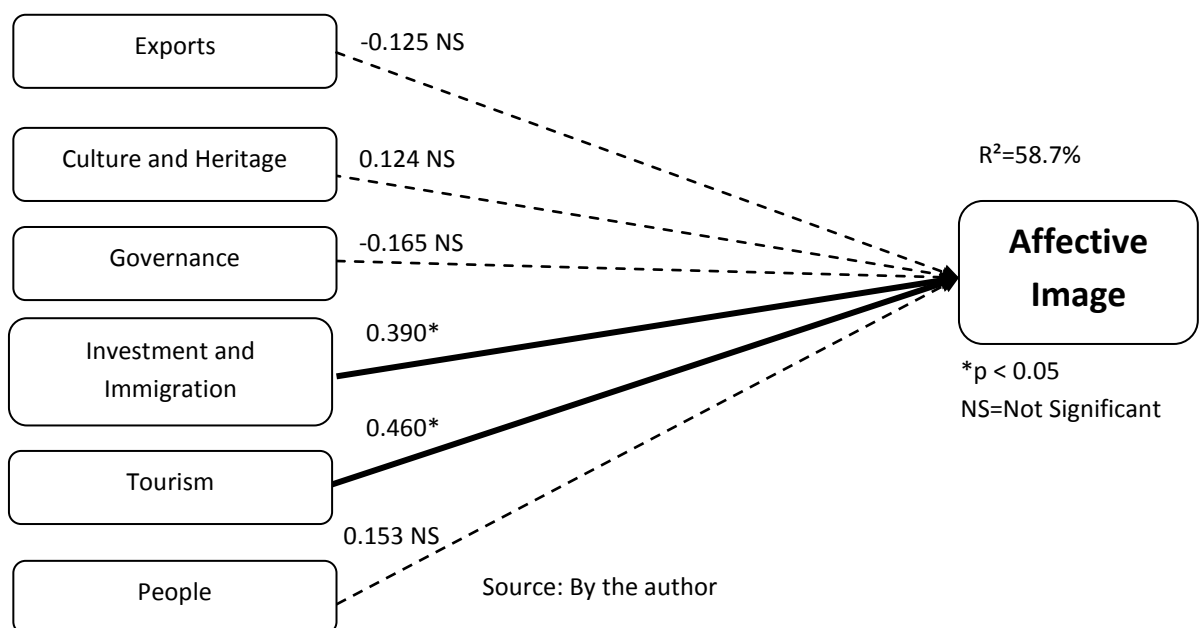 Exports
-0.125 NS
Culture and Heritage
0.124 NS
R²=58.7%
Governance
-0.165 NS
Affective
Image
Investment and
Immigration
0.390*
*p < 0.05
NS=Not Significant
0.460*
Tourism
0.153 NS
People
Source: By the author